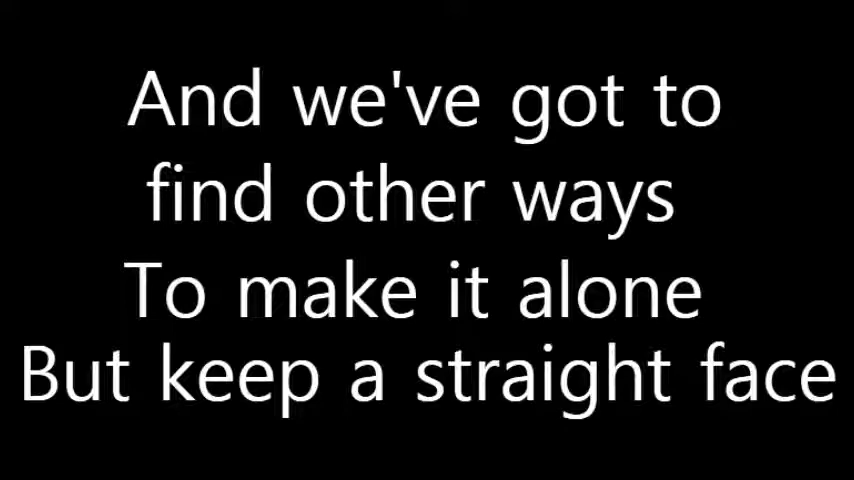 And we've got to
find other ways
To make it alone
But keep a straight face